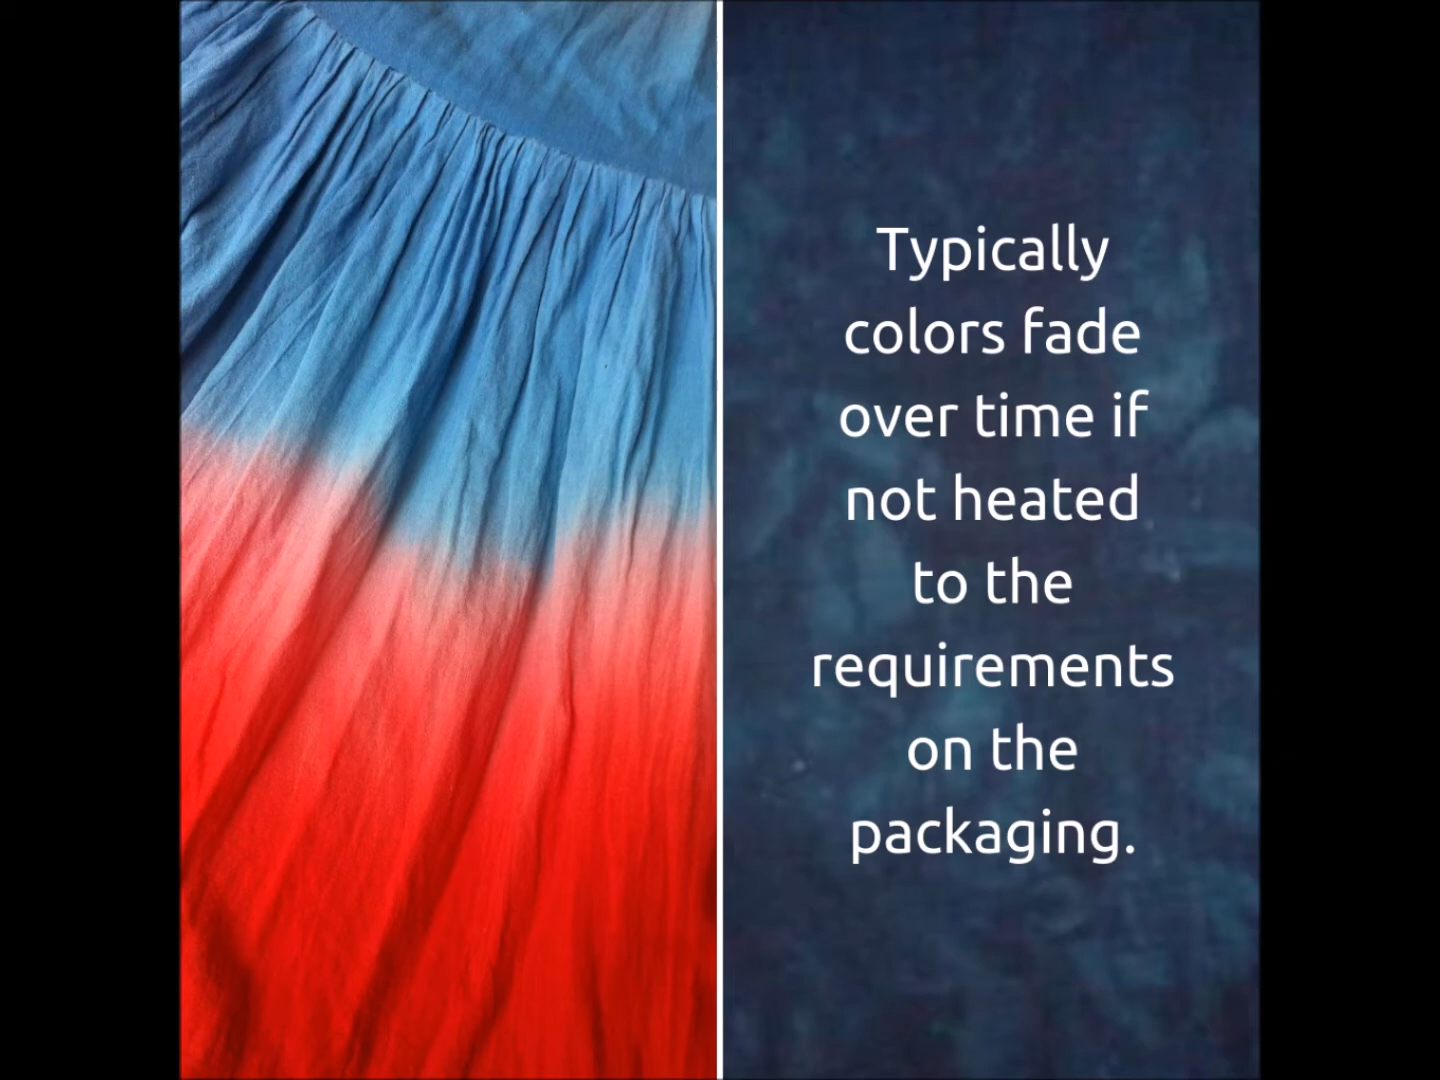 Typically
colors fade
over time if
not heated
to the
requirements
on the
packaging.